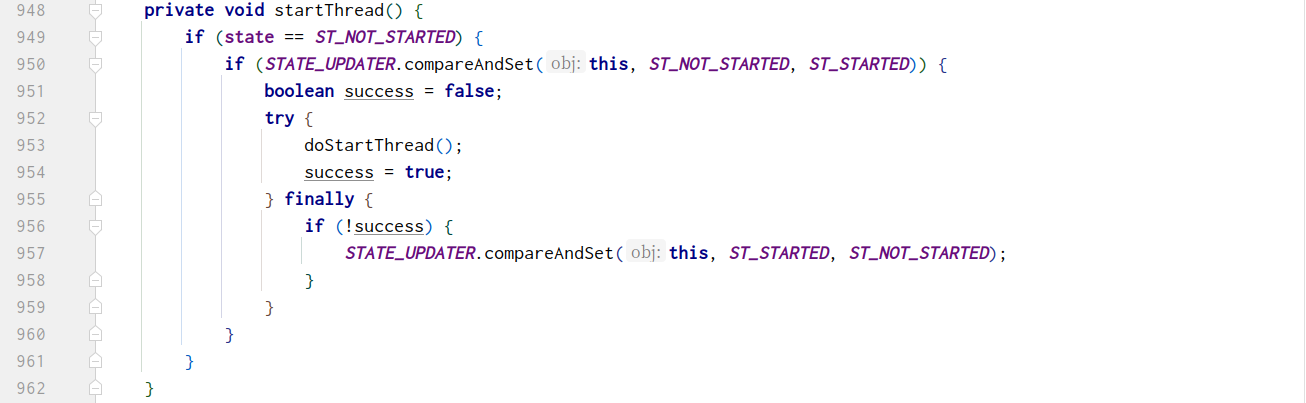 948 private void startThread() {
949 if (state == ST_NOT_STARTED) {
950 if (STATE_UPDATER.compareAndSet( obj: this, ST_NOT_STARTED, ST_STARTED)) {
951 boolean success = false;
952 try {
953 doStartThread();
954 success = true;
955 } finally {
956 if (!success) {
957 STATE_UPDATER.compareAndSet( obj: this, ST_STARTED, ST_NOT_STARTED);
958 }
959 }
960 }
961 }
962 }